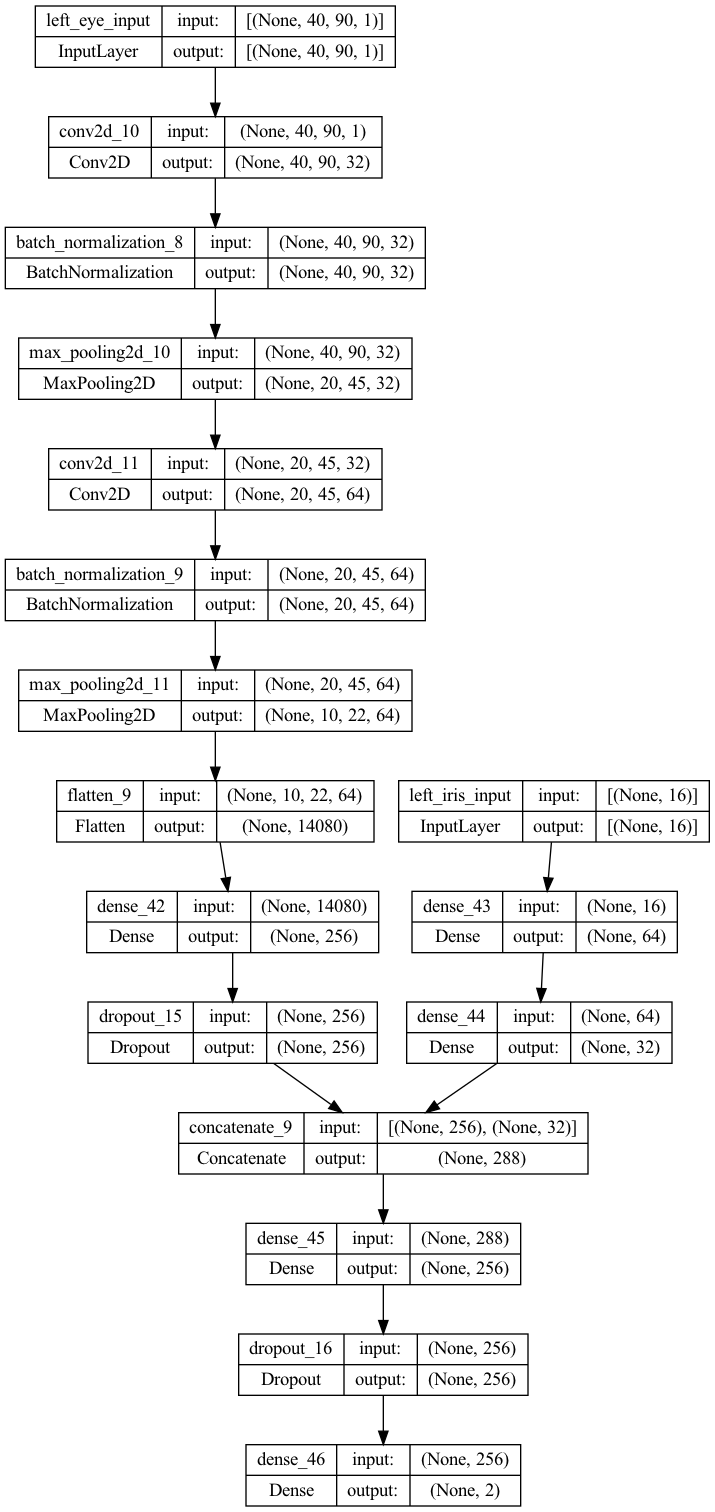 left_eye_input input: [(None, 40, 90, 1)]
InputLayer output: [(None, 40, 90, 1)]
conv2d_10 input: (None, 40, 90, 1)
Conv2D output: (None, 40, 90, 32)
batch_normalization_8 input: (None, 40, 90, 32)
BatchNormalization output: (None, 40, 90, 32)
max_pooling2d_10 input: (None, 40, 90, 32)
MaxPooling2D output: (None, 20, 45, 32)
conv2d_11 input: (None, 20, 45, 32)
Conv2D output: (None, 20, 45, 64)
batch_normalization_9 input: (None, 20, 45, 64)
BatchNormalization output: (None, 20, 45, 64)
max_pooling2d_11 input: (None, 20, 45, 64)
MaxPooling2D output: (None, 10, 22, 64)
flatten_9 input: (None, 10, 22, 64)
Flatten output: (None, 14080)
left_iris_input input: [(None, 16)]
InputLayer output: [(None, 16)]
dense_42 input: (None, 14080)
Dense output: (None, 256)
dense_43 input: (None, 16)
Dense output: (None, 64)
dropout_15 input: (None, 256)
Dropout output: (None, 256)
dense_44 input: (None, 64)
Dense output: (None, 32)
concatenate_9 input: [(None, 256), (None, 32)]
Concatenate output: (None, 288)
dense_45 input: (None, 288)
Dense output: (None, 256)
dropout_16 input: (None, 256)
Dropout output: (None, 256)
dense_46 input: (None, 256)
Dense output: (None, 2)